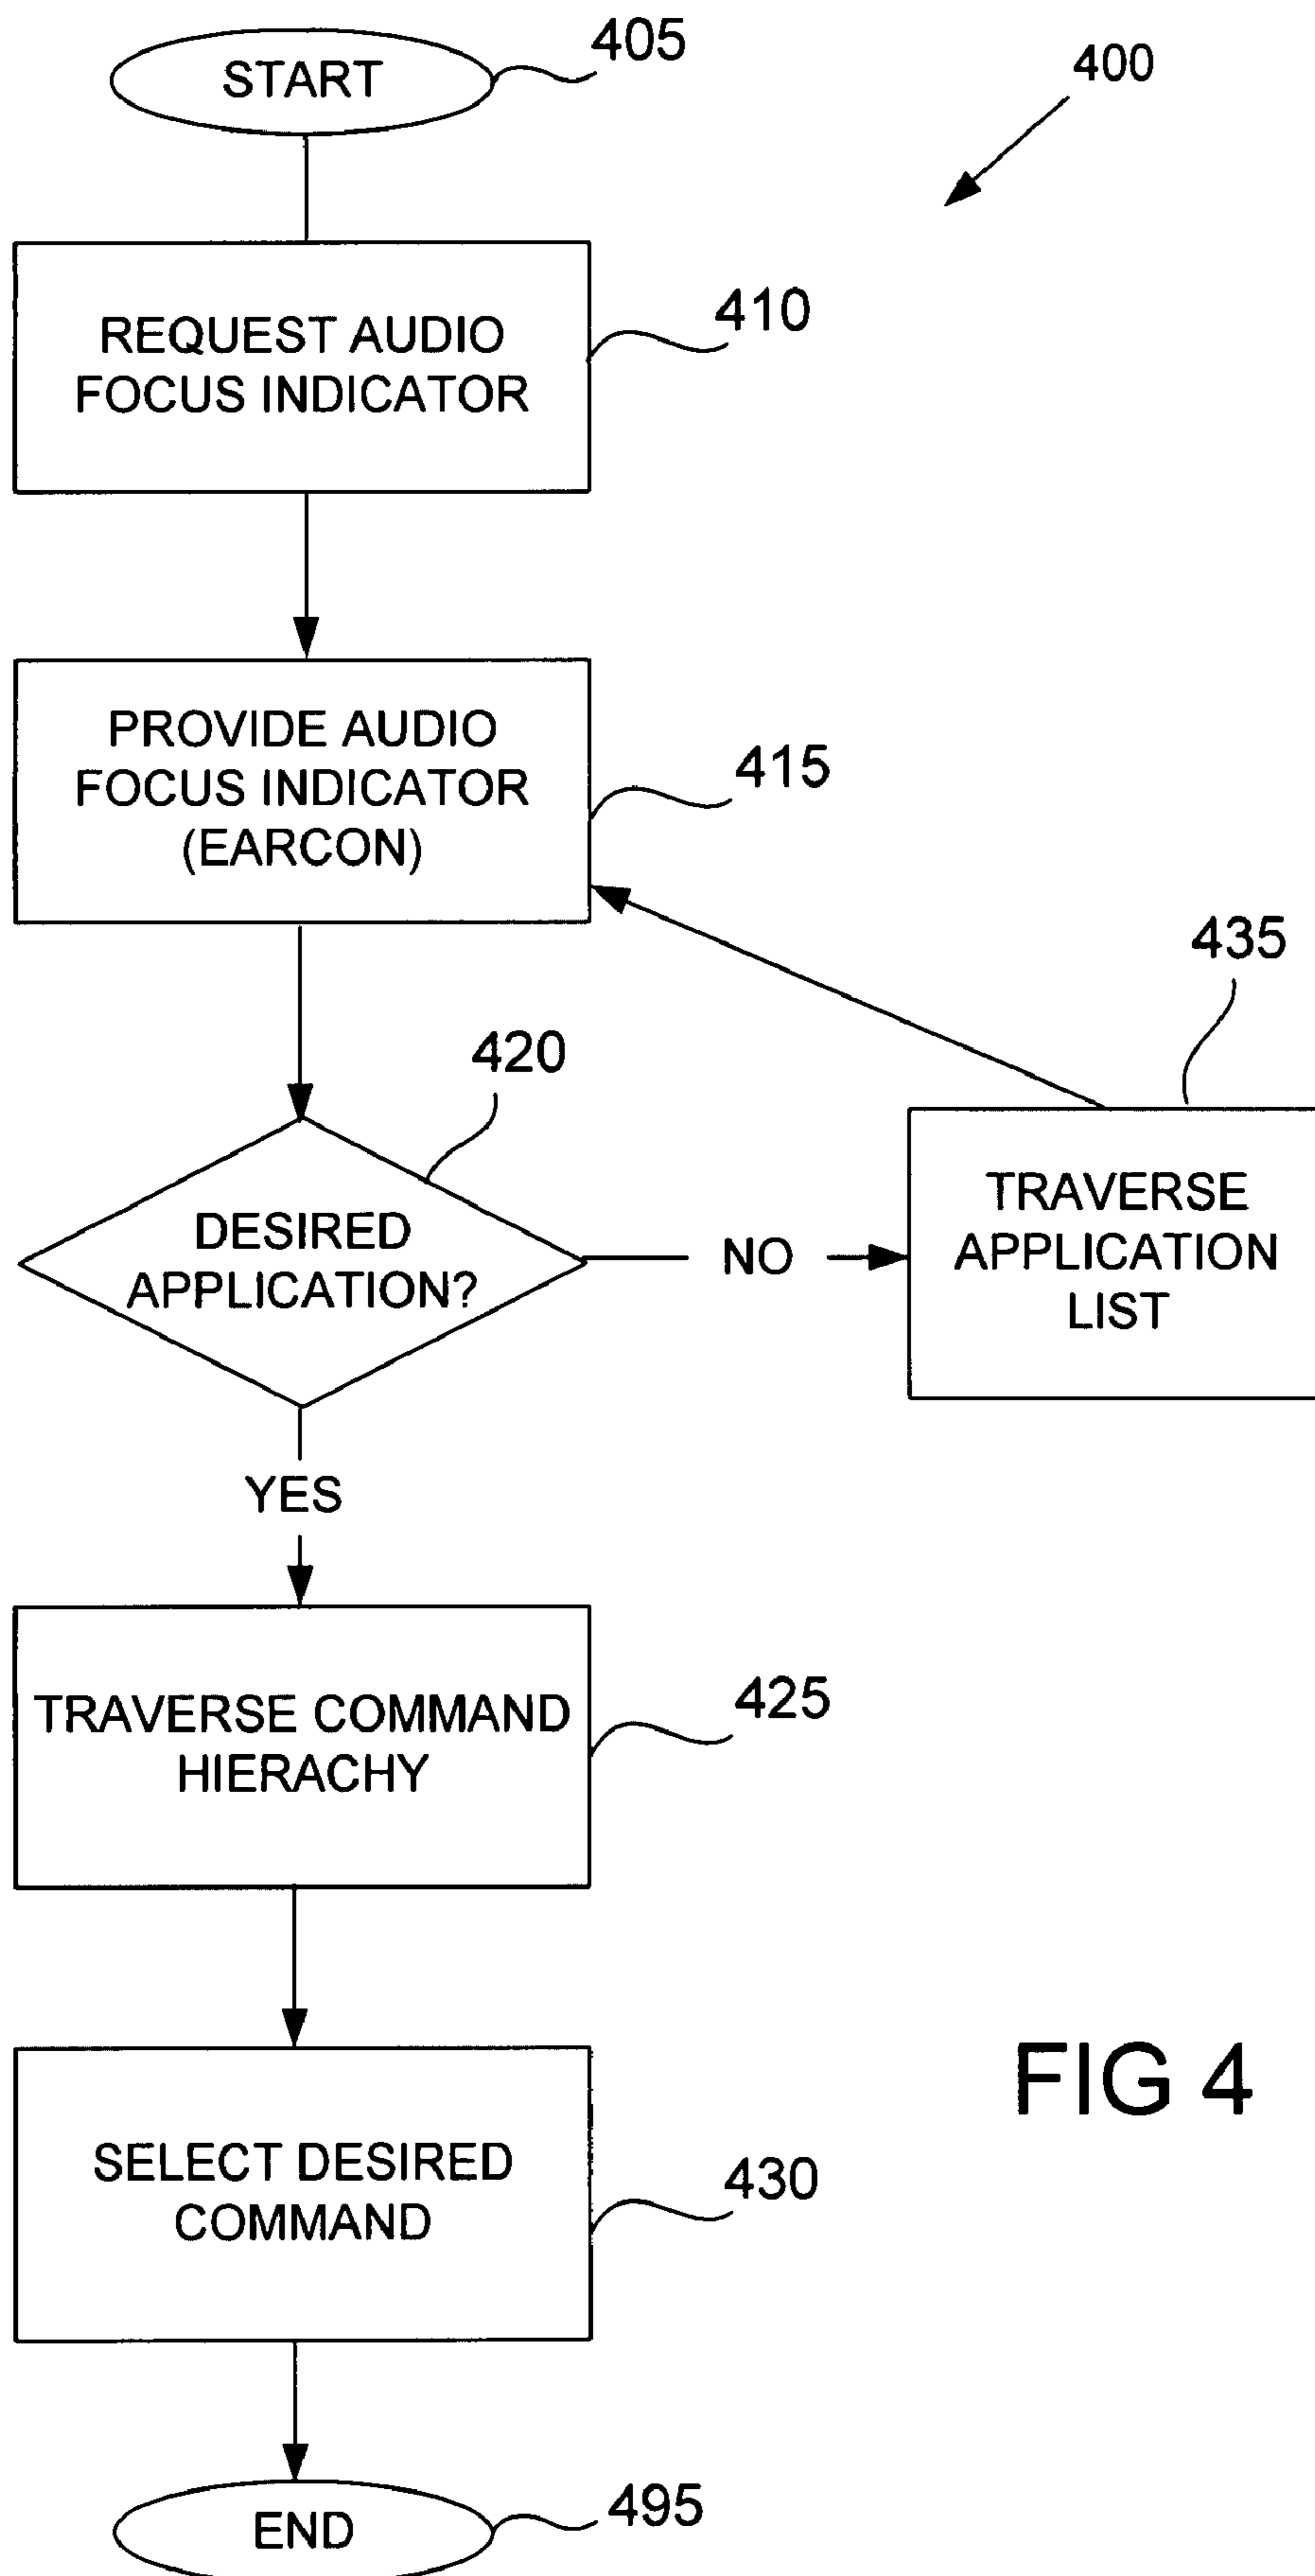 START
405
400
REQUEST AUDIO
FOCUS INDICATOR
410
PROVIDE AUDIO
FOCUS INDICATOR
(EARCON)
415
435
420
DESIRED
APPLICATION?
NO
TRAVERSE
APPLICATION
LIST
YES
TRAVERSE COMMAND
HIERACHY
425
FIG 4
SELECT DESIRED
COMMAND
430
END
495